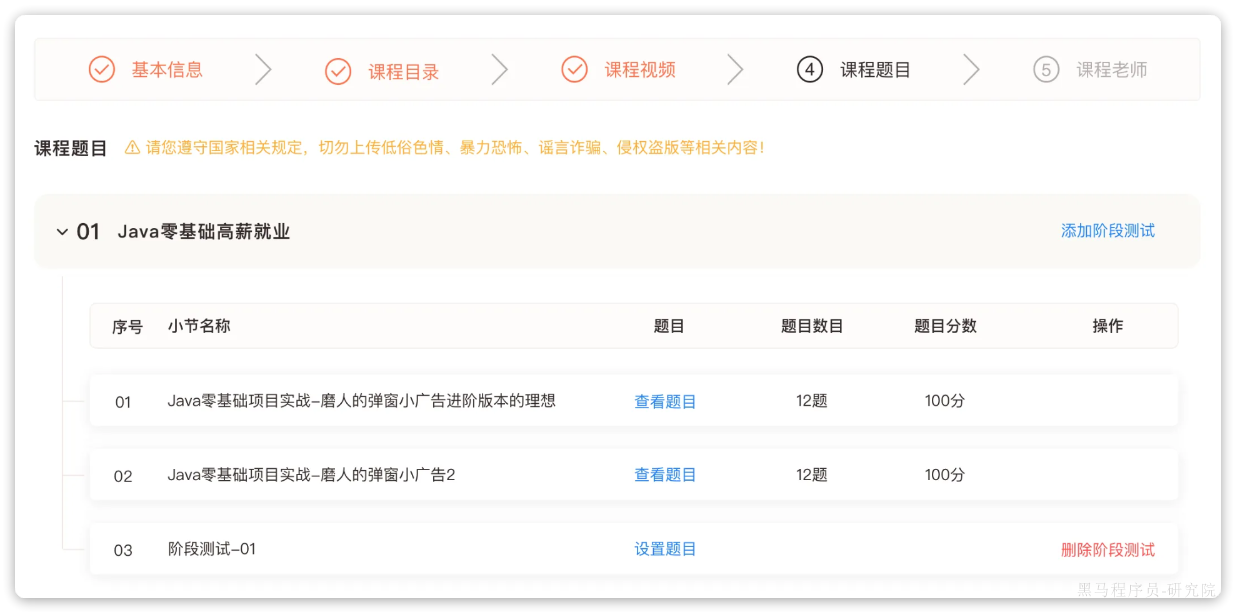 基本信息 课程目录 课程视频 4 课程题目 5 课程老师
课程题目 请您遵守国家相关规定，切勿上传低俗色情、暴力恐怖、谣言诈骗、侵权盗版等相关内容！
01 Java零基础高薪就业 添加阶段测试
序号 小节名称 题目 题目数目 题目分数 操作
01 Java零基础项目实战–磨人的弹窗小广告进阶版本的理想 查看题目 12题 100分
02 Java零基础项目实战–磨人的弹窗小广告2 查看题目 12题 100分
03 阶段测试–01 设置题目 删除阶段测试
黑马程序员-研究院